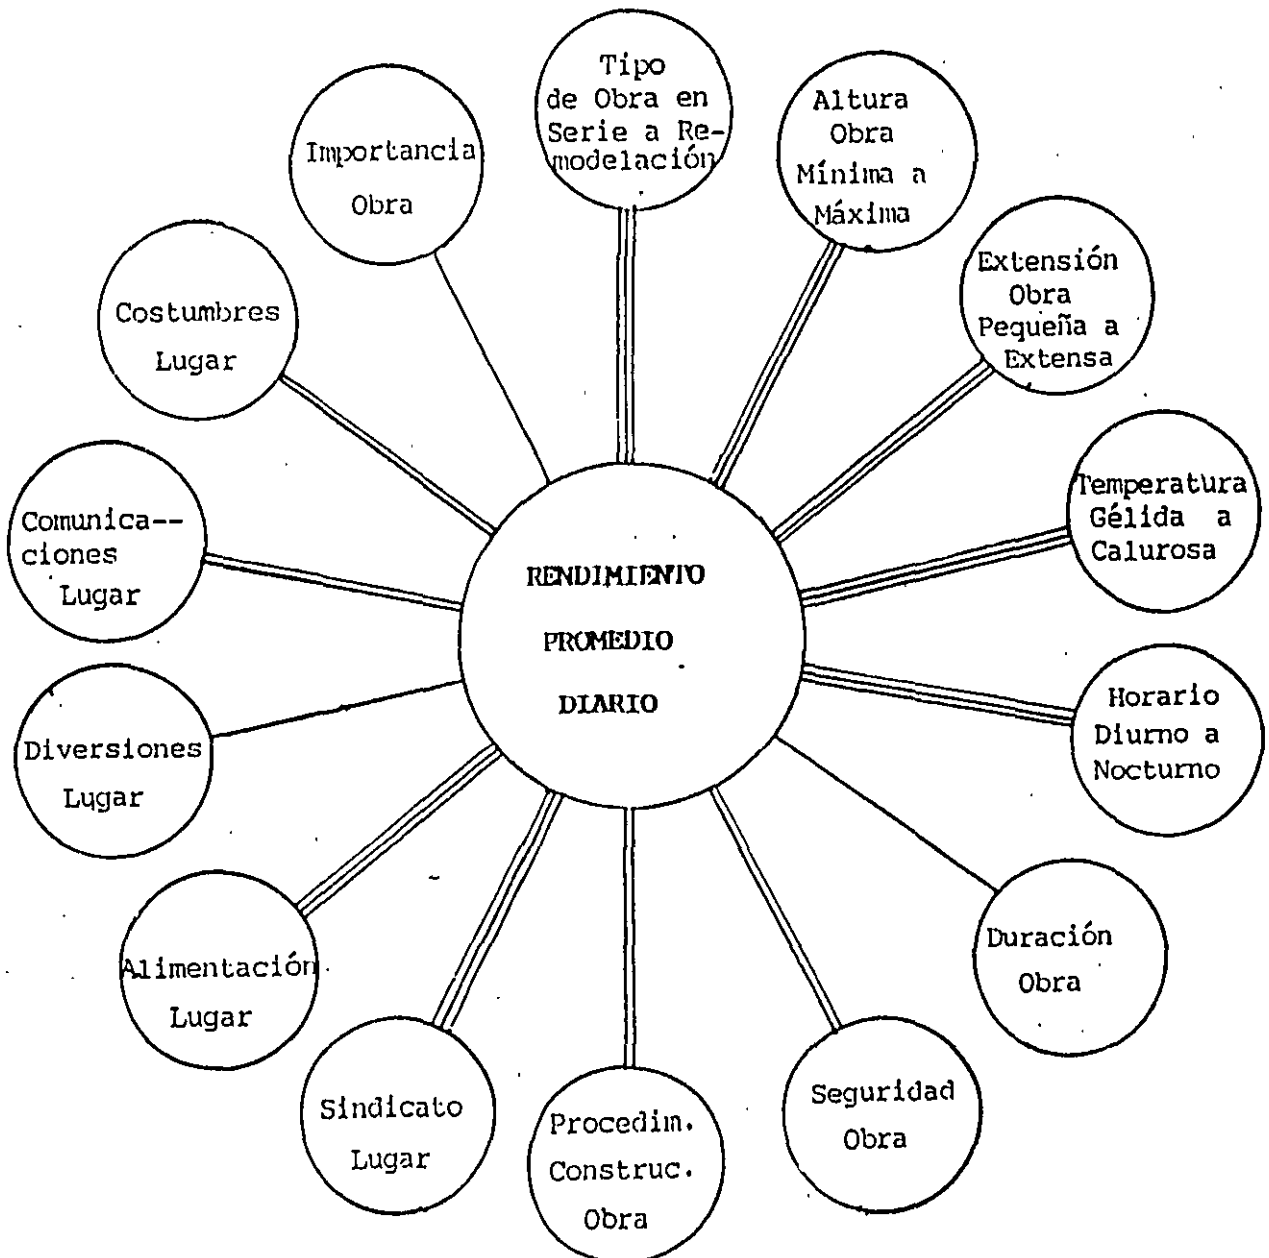 Tipo
de Obra en
Serie a Re-
modelación
Altura
Obra
Mínima a
Máxima
Extensión
Obra
Pequeña a
Extensa
Temperatura
Gélida a
Calurosa
Horario
Diurno a
Nocturno
Duración
Obra
Seguridad
Obra
Procedim.
Construc.
Obra
Sindicato
Lugar
Alimentación
Lugar
Diversiones
Lugar
Comunica--
ciones
Lugar
Costumbres
Lugar
Importancia
Obra
RENDIMIENTO
PROMEDIO
DIARIO